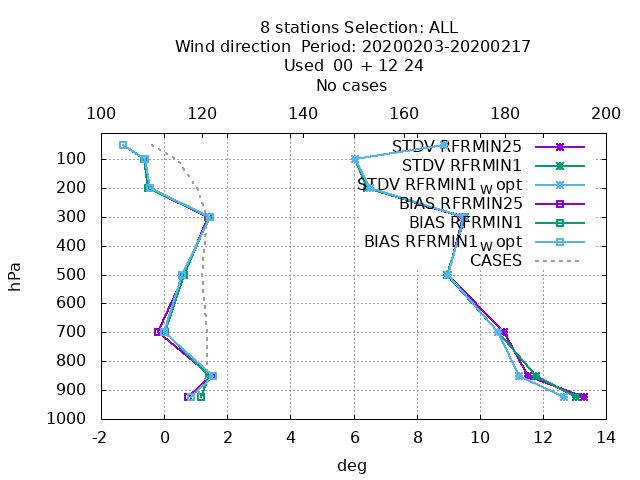 8 stations Selection: ALL
Wind direction  Period: 20200203-20200217
Used  00 + 12 24
No cases
100 120 140 160 180 200
STDV RFRMIN25
STDV RFRMIN1
STDV RFRMIN1_W opt
BIAS RFRMIN25
BIAS RFRMIN1
BIAS RFRMIN1_W opt
CASES
hPa
100
200
300
400
500
600
700
800
900
1000
-2 0 2 4 6 8 10 12 14
deg